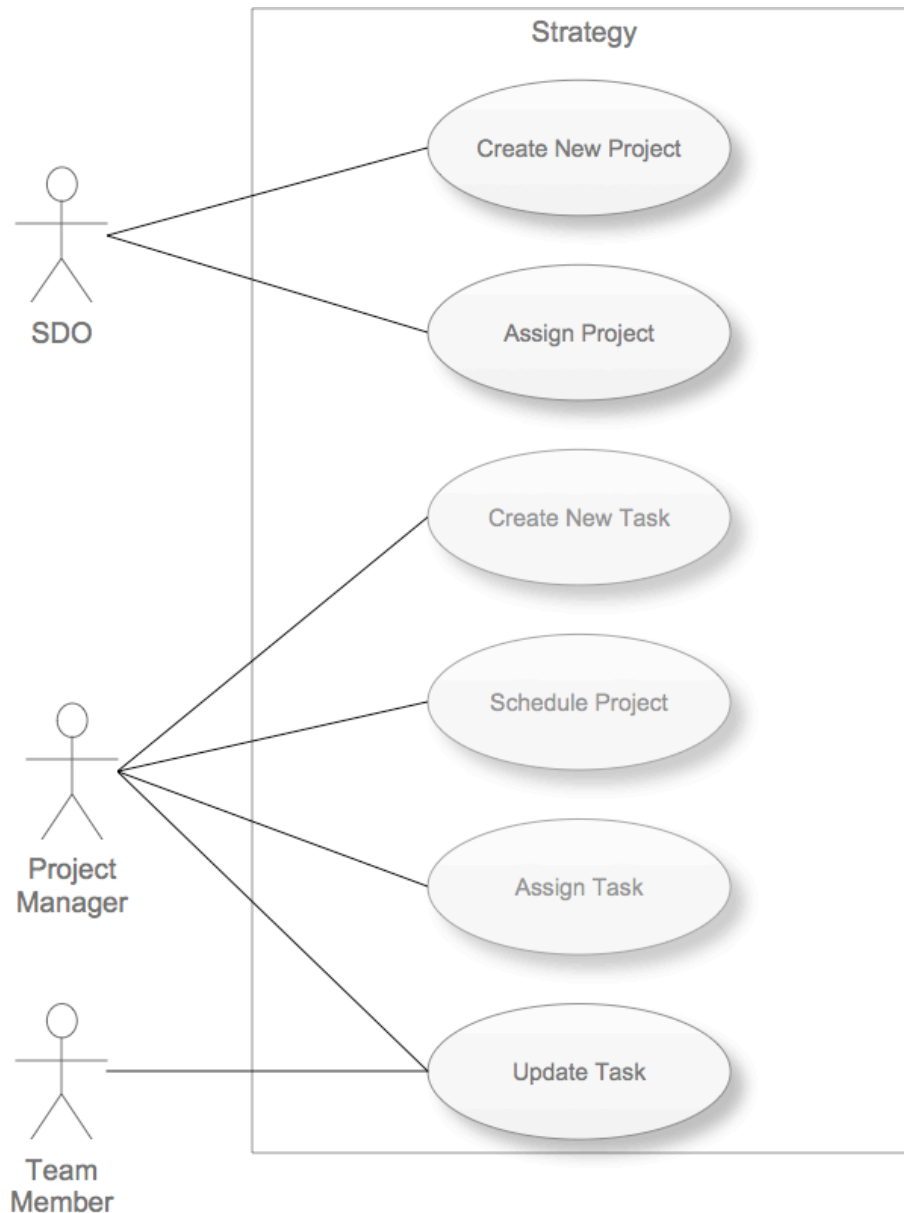 Strategy
Create New Project
SDO
Assign Project
Create New Task
Schedule Project
Project
Manager
Assign Task
Update Task
Team
Member